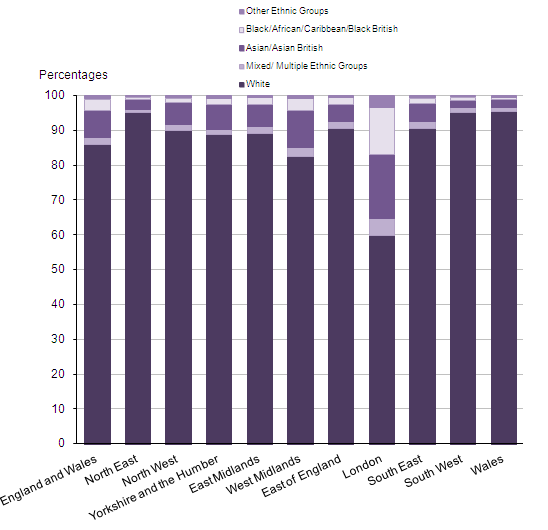 Other Ethnic Groups
Black/African/Caribbean/Black British
Asian/Asian British
Mixed/ Multiple Ethnic Groups
White
Percentages
100
90
80
70
60
50
40
30
20
10
0
England and Wales
North East
North West
Yorkshire and the Humber
East Midlands
West Midlands
East of England
London
South East
South West
Wales